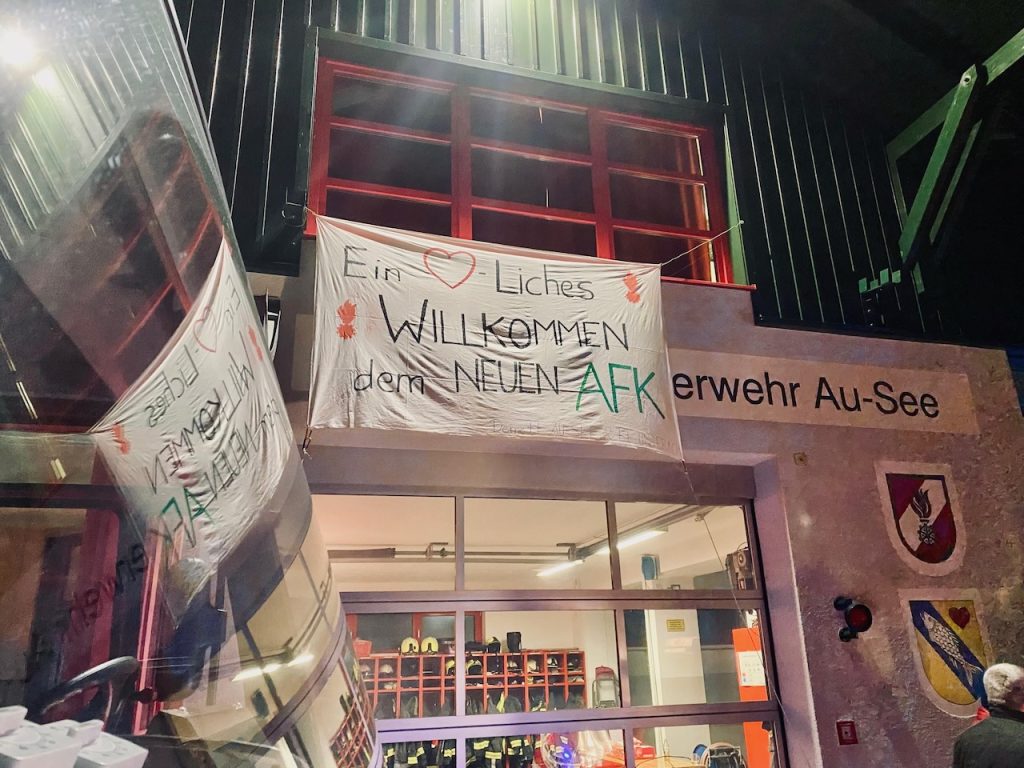 Ein ♥-Liches
WILLKOMMEN
dem NEUEN AFK
erwehr Au-See